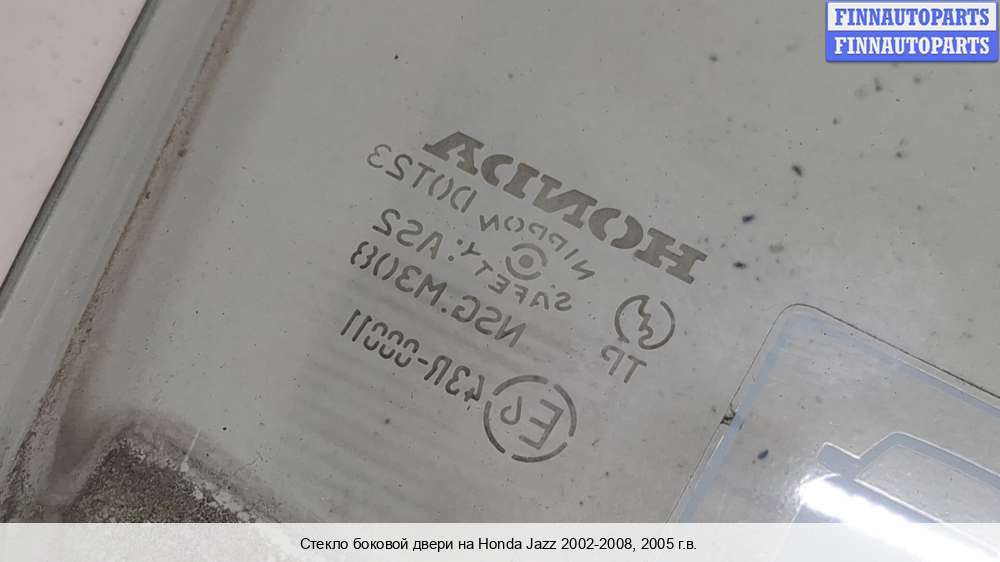 FINNAUTOPARTS
FINNAUTOPARTS
HONDA
NIPPON DOT23
SAFETY: AS2
TP NSG.M308
E6 43R-00011
Стекло боковой двери на Honda Jazz 2002-2008, 2005 г.в.